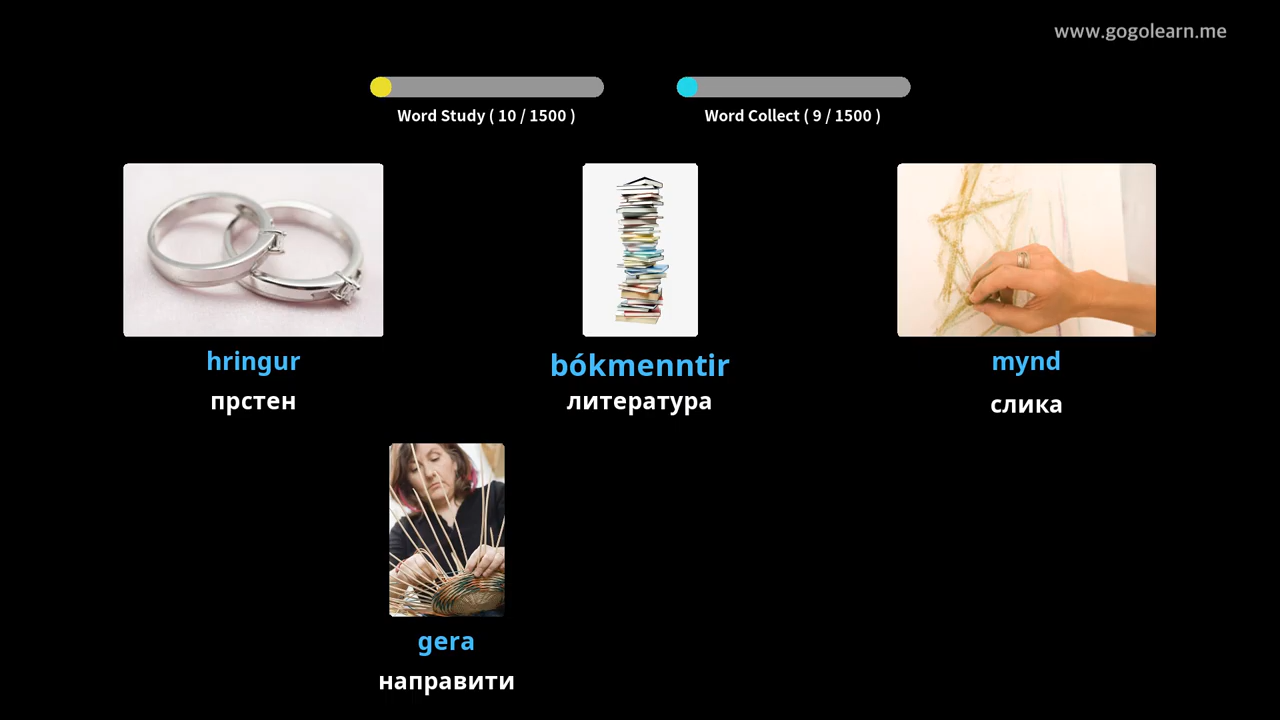 www.gogolearn.me
Word Study ( 10 / 1500 )
Word Collect ( 9 / 1500 )
hringur
прстен
bókmenntir
литература
mynd
слика
gera
направити